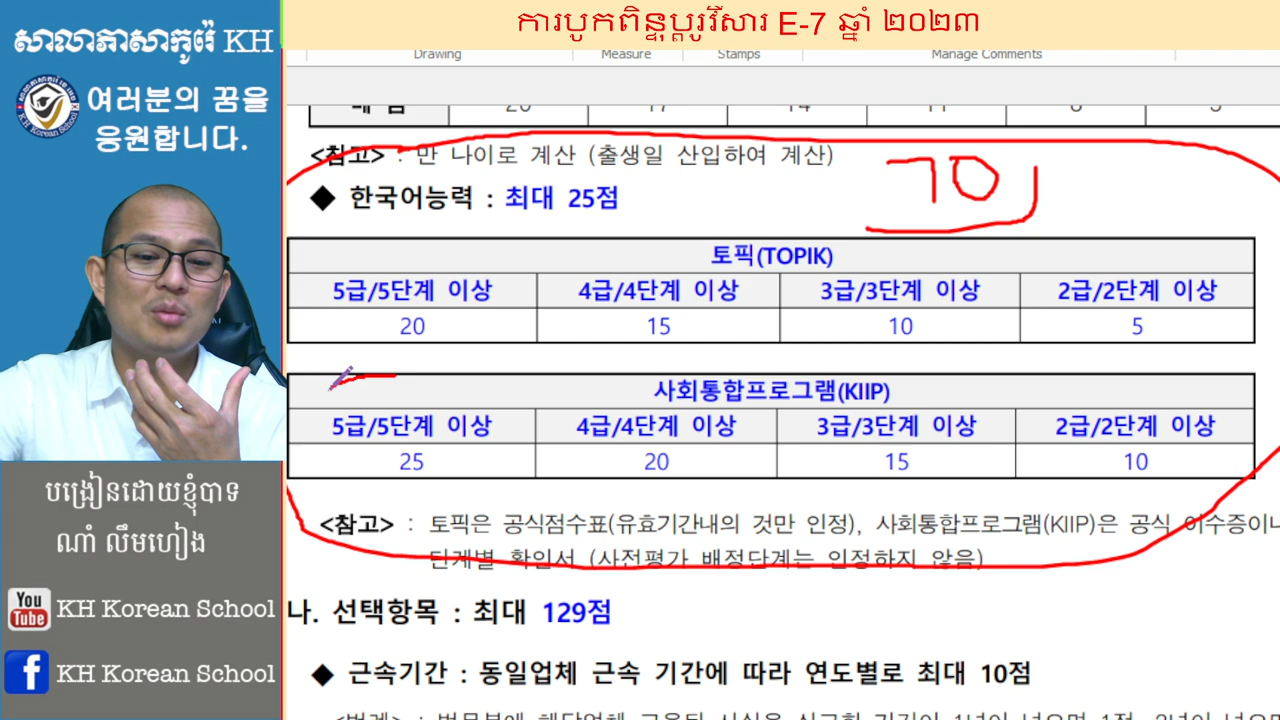 ការបូកពិន្ទុប្តូរវីសារ E-7 ឆ្នាំ ២០២៣
សាលាភាសាកូរ៉េ KH
여러분의 꿈을
응원합니다.
Drawing Measure Stamps Manage Comments
<참고> : 만 나이로 계산 (출생일 산입하여 계산)
◆ 한국어능력 : 최대 25점
토픽(TOPIK)
5급/5단계 이상 4급/4단계 이상 3급/3단계 이상 2급/2단계 이상
20 15 10 5
사회통합프로그램(KIIP)
5급/5단계 이상 4급/4단계 이상 3급/3단계 이상 2급/2단계 이상
25 20 15 10
<참고> : 토픽은 공식점수표(유효기간내의 것만 인정), 사회통합프로그램(KIIP)은 공식 이수증이나
단계별 확인서 (사전평가 배정단계는 인정하지 않음)
나. 선택항목 : 최대 129점
◆ 근속기간 : 동일업체 근속 기간에 따라 연도별로 최대 10점
បង្រៀនដោយខ្ញុំបាទ
ណាំ លឹមហៀង
You Tube KH Korean School
f KH Korean School